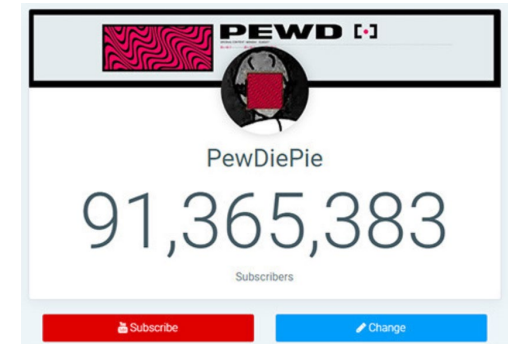 PEWD [•]
PewDiePie
91,365,383
Subscribers
Subscribe
Change